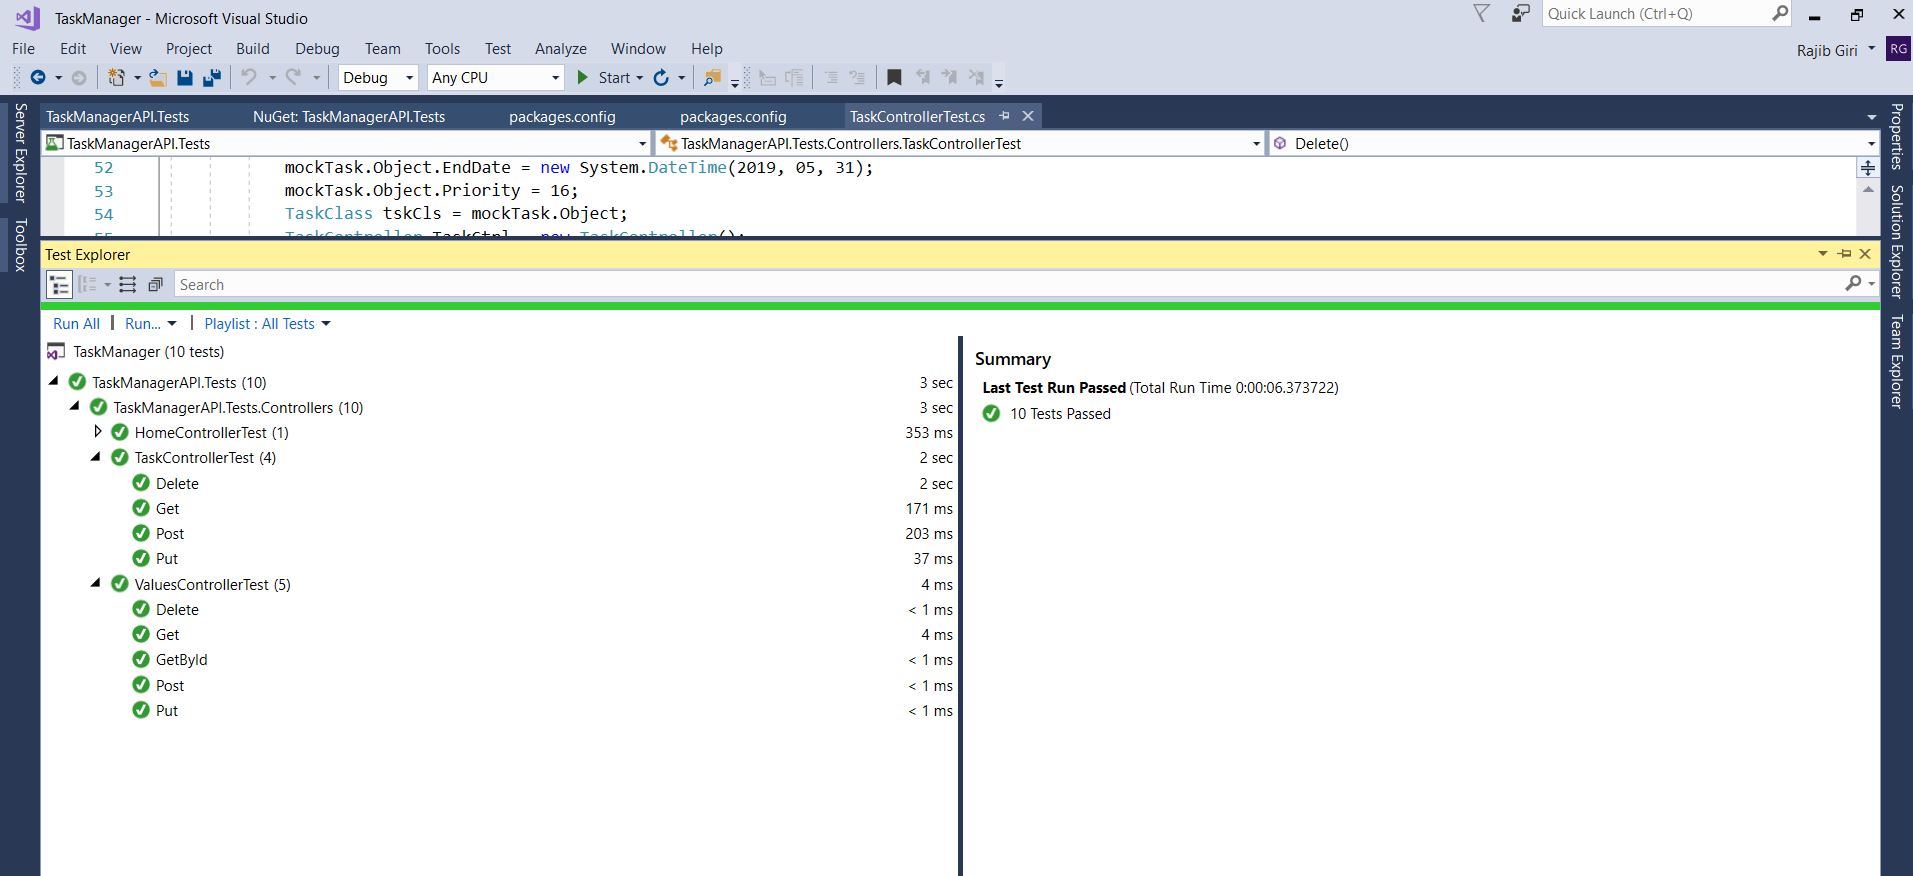 TaskManager - Microsoft Visual Studio
Quick Launch (Ctrl+Q)
File Edit View Project Build Debug Team Tools Test Analyze Window Help
Rajib Giri RG
Debug Any CPU Start
TaskManagerAPI.Tests NuGet: TaskManagerAPI.Tests packages.config packages.config TaskControllerTest.cs
TaskManagerAPI.Tests TaskManagerAPI.Tests.Controllers.TaskControllerTest Delete()
Server Explorer
Toolbox
Properties
Solution Explorer
Team Explorer
52 mockTask.Object.EndDate = new System.DateTime(2019, 05, 31);
53 mockTask.Object.Priority = 16;
54 TaskClass tskCls = mockTask.Object;
55 TaskController TaskCtrl = new TaskController();
Test Explorer
Search
Run All Run... Playlist : All Tests
TaskManager (10 tests)
TaskManagerAPI.Tests (10) 3 sec
TaskManagerAPI.Tests.Controllers (10) 3 sec
HomeControllerTest (1) 353 ms
TaskControllerTest (4) 2 sec
Delete 2 sec
Get 171 ms
Post 203 ms
Put 37 ms
ValuesControllerTest (5) 4 ms
Delete < 1 ms
Get 4 ms
GetById < 1 ms
Post < 1 ms
Put < 1 ms
Summary
Last Test Run Passed (Total Run Time 0:00:06.373722)
10 Tests Passed